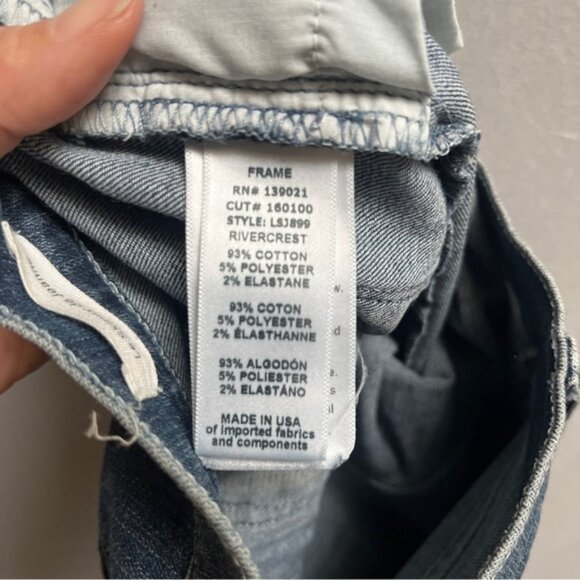 FRAME
RN# 139021
CUT# 160100
STYLE: LSJ899
RIVERCREST
93% COTTON
5% POLYESTER
2% ELASTANE
93% COTON
5% POLYESTER
2% ÉLASTHANNE
93% ALGODÓN
5% POLIESTER
2% ELASTÁNO
MADE IN USA
of imported fabrics
and components